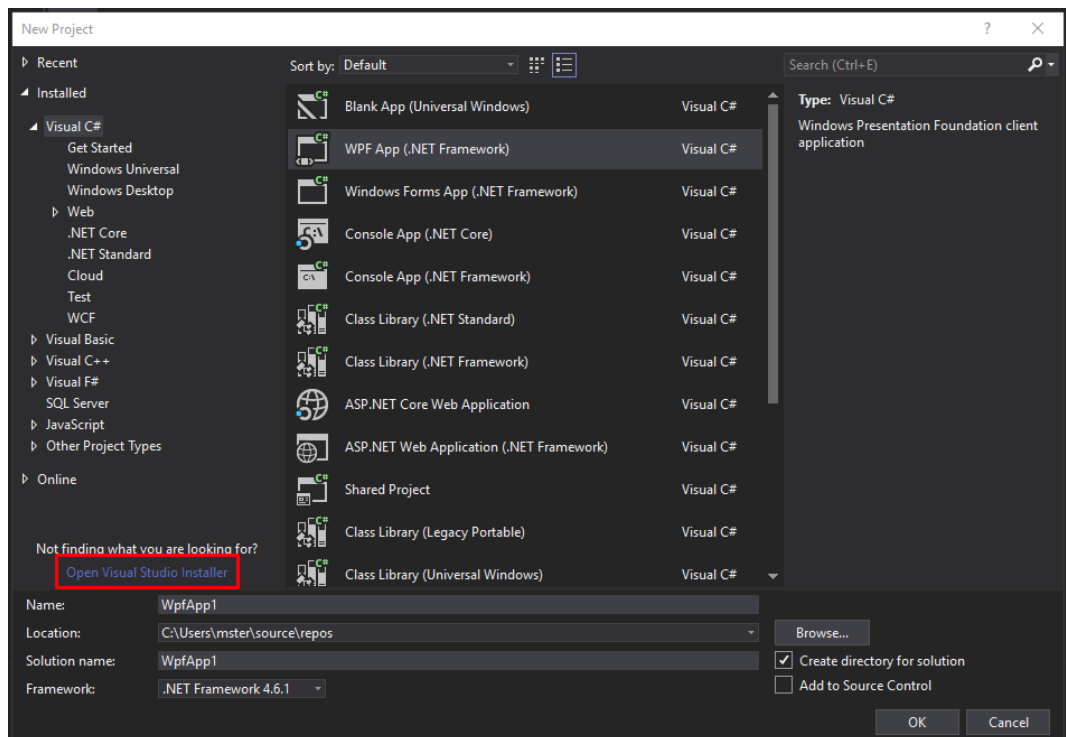 New Project
Recent
Installed
Visual C#
Get Started
Windows Universal
Windows Desktop
Web
.NET Core
.NET Standard
Cloud
Test
WCF
Visual Basic
Visual C++
Visual F#
SQL Server
JavaScript
Other Project Types
Online
Not finding what you are looking for?
Open Visual Studio Installer
Sort by: Default
Blank App (Universal Windows) Visual C#
WPF App (.NET Framework) Visual C#
Windows Forms App (.NET Framework) Visual C#
Console App (.NET Core) Visual C#
Console App (.NET Framework) Visual C#
Class Library (.NET Standard) Visual C#
Class Library (.NET Framework) Visual C#
ASP.NET Core Web Application Visual C#
ASP.NET Web Application (.NET Framework) Visual C#
Shared Project Visual C#
Class Library (Legacy Portable) Visual C#
Class Library (Universal Windows) Visual C#
Search (Ctrl+E)
Type: Visual C#
Windows Presentation Foundation client
application
Name: WpfApp1
Location: C:\Users\mster\source\repos
Browse...
Solution name: WpfApp1
Create directory for solution
Framework: .NET Framework 4.6.1
Add to Source Control
OK Cancel